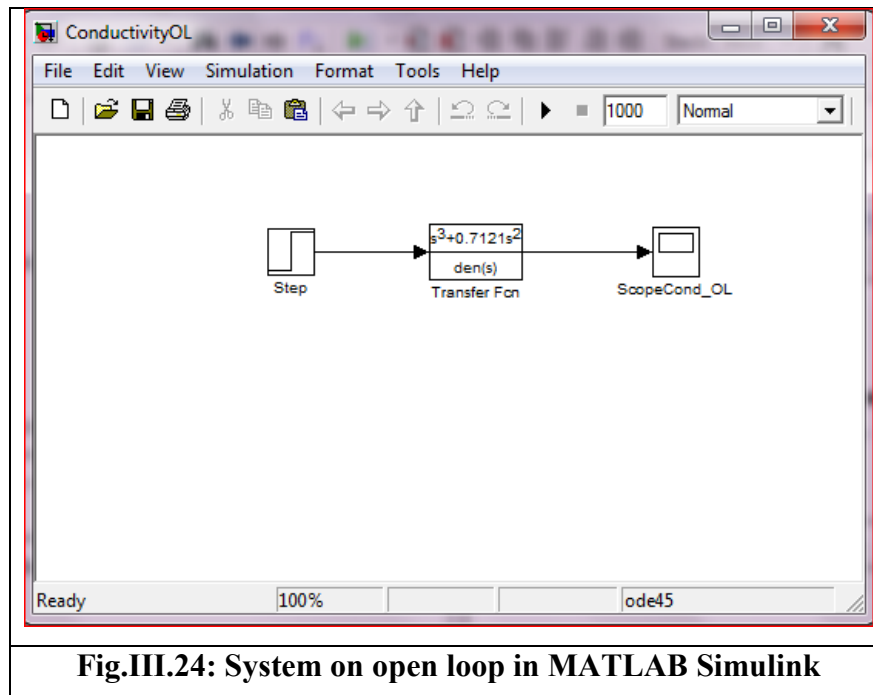 ConductivityOL
File Edit View Simulation Format Tools Help
1000 Normal
s3+0.7121s2
den(s)
Step
Transfer Fcn
ScopeCond_OL
Ready 100% ode45
Fig.III.24: System on open loop in MATLAB Simulink